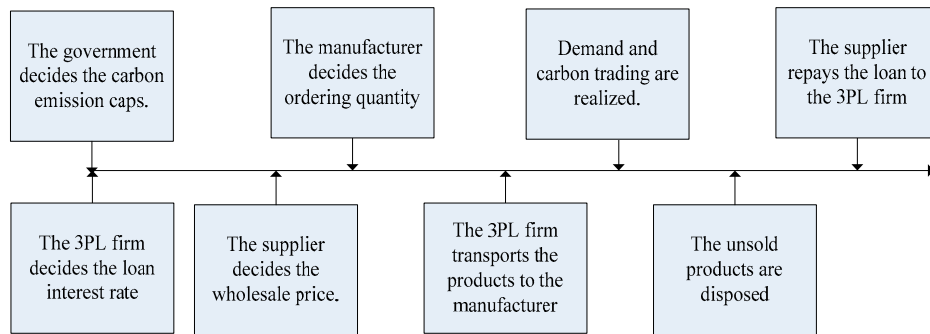 The government
decides the carbon
emission caps.
The manufacturer
decides the
ordering quantity
Demand and
carbon trading are
realized.
The supplier
repays the loan to
the 3PL firm
The 3PL firm
decides the loan
interest rate
The supplier
decides the
wholesale price.
The 3PL firm
transports the
products to the
manufacturer
The unsold
products are
disposed